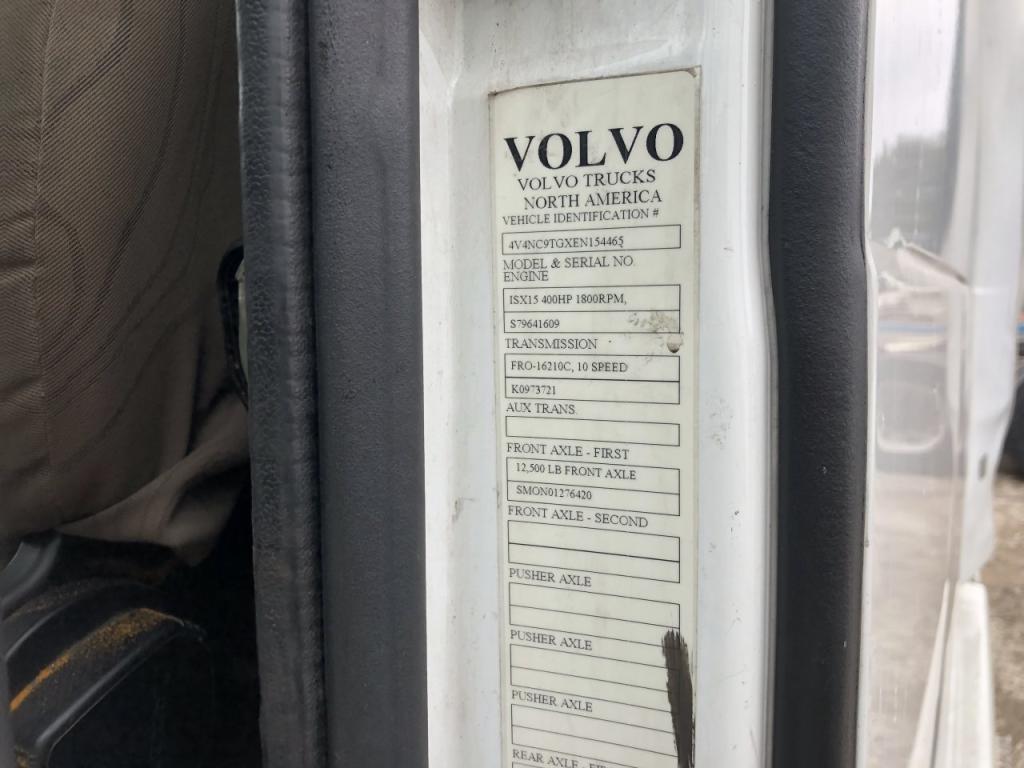 VOLVO
VOLVO TRUCKS
NORTH AMERICA
VEHICLE IDENTIFICATION #
4V4NC9TGXEN154465
MODEL & SERIAL NO.
ENGINE
ISX15 400HP 1800RPM,
S79641609
TRANSMISSION
FRO-16210C, 10 SPEED
K0973721
AUX TRANS.
FRONT AXLE - FIRST
12,500 LB FRONT AXLE
SMON01276420
FRONT AXLE - SECOND
PUSHER AXLE
PUSHER AXLE
PUSHER AXLE
REAR AXLE -